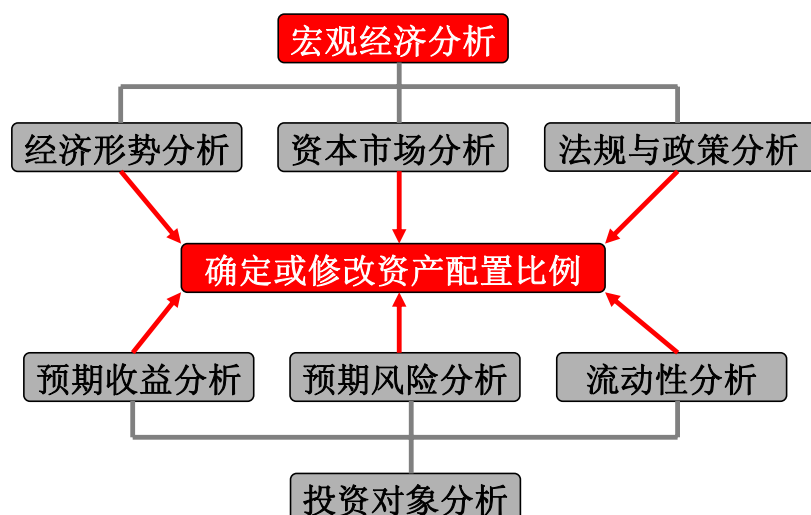 宏观经济分析
经济形势分析
资本市场分析
法规与政策分析
确定或修改资产配置比例
预期收益分析
预期风险分析
流动性分析
投资对象分析